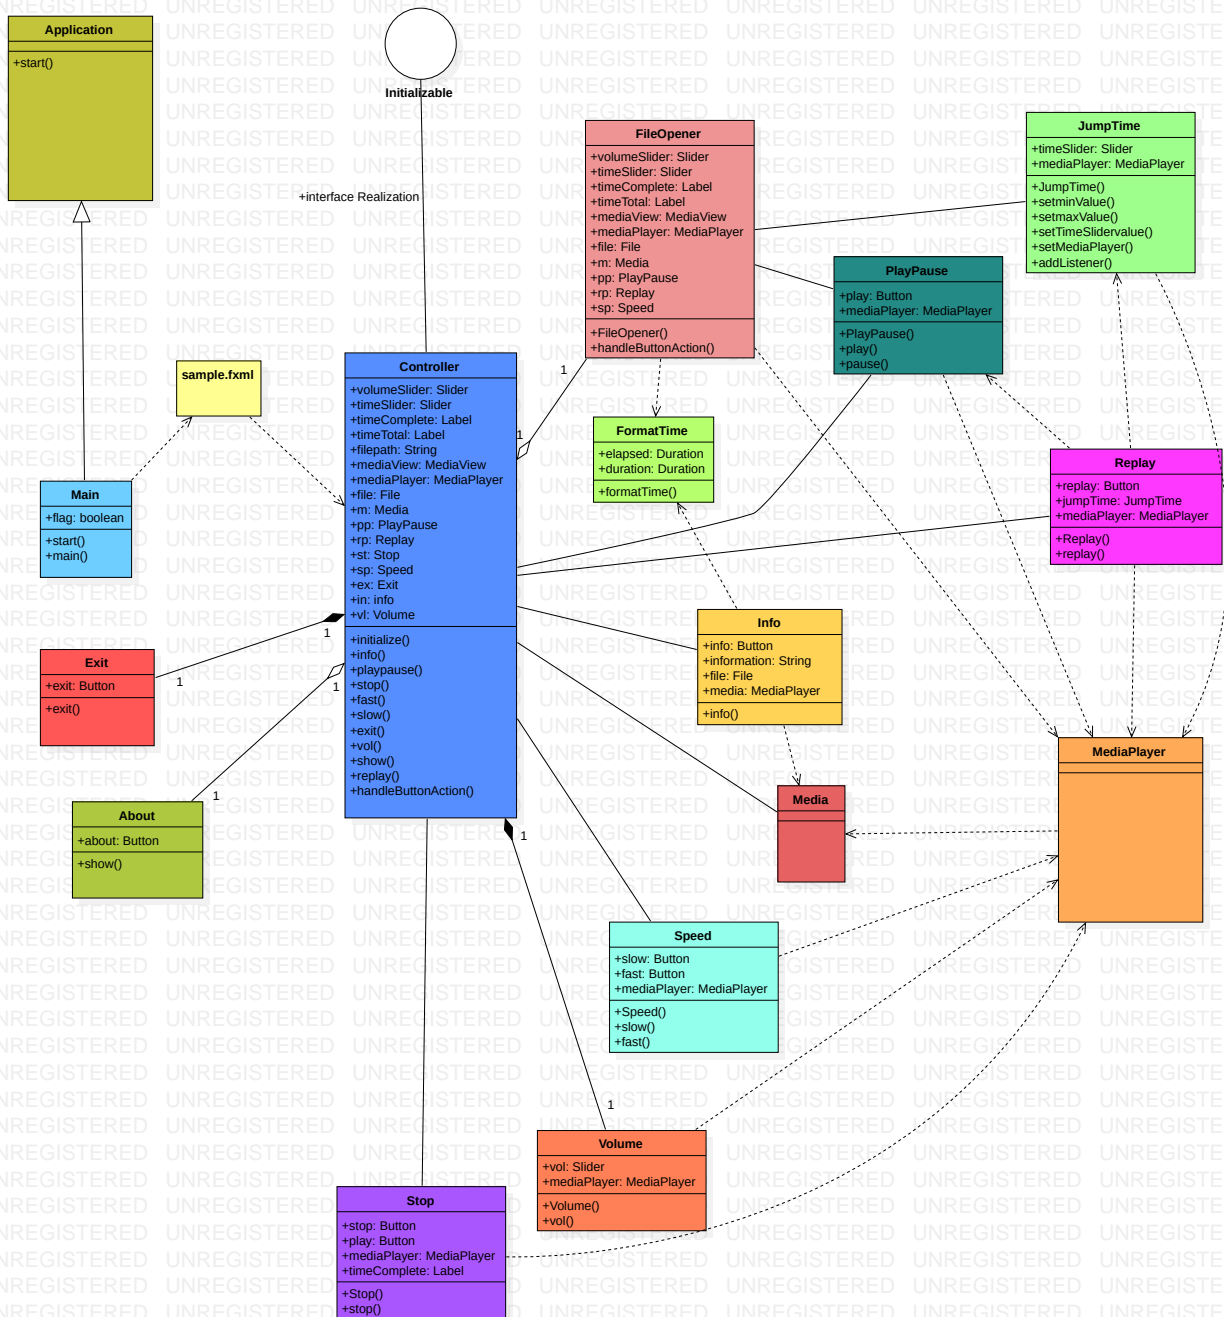 Application
+start()
Initializable
+interface Realization
FileOpener
+volumeSlider: Slider
+timeSlider: Slider
+timeComplete: Label
+timeTotal: Label
+mediaView: MediaView
+mediaPlayer: MediaPlayer
+file: File
+m: Media
+pp: PlayPause
+rp: Replay
+sp: Speed
+FileOpener()
+handleButtonAction()
JumpTime
+timeSlider: Slider
+mediaPlayer: MediaPlayer
+JumpTime()
+setminValue()
+setmaxValue()
+setTimeSlidervalue()
+setMediaPlayer()
+addListener()
PlayPause
+play: Button
+mediaPlayer: MediaPlayer
+PlayPause()
+play()
+pause()
sample.fxml
Controller
+volumeSlider: Slider
+timeSlider: Slider
+timeComplete: Label
+timeTotal: Label
+filepath: String
+mediaView: MediaView
+mediaPlayer: MediaPlayer
+file: File
+m: Media
+pp: PlayPause
+rp: Replay
+st: Stop
+sp: Speed
+ex: Exit
+in: info
+vl: Volume
+initialize()
+info()
+playpause()
+stop()
+fast()
+slow()
+exit()
+vol()
+show()
+replay()
+handleButtonAction()
1
1
FormatTime
+elapsed: Duration
+duration: Duration
+formatTime()
Main
+flag: boolean
+start()
+main()
Replay
+replay: Button
+jumpTime: JumpTime
+mediaPlayer: MediaPlayer
+Replay()
+replay()
Info
+info: Button
+information: String
+file: File
+media: MediaPlayer
+info()
1
1
Exit
+exit: Button
+exit()
1
1
About
+about: Button
+show()
MediaPlayer
Media
1
1
Speed
+slow: Button
+fast: Button
+mediaPlayer: MediaPlayer
+Speed()
+slow()
+fast()
Volume
+vol: Slider
+mediaPlayer: MediaPlayer
+Volume()
+vol()
Stop
+stop: Button
+play: Button
+mediaPlayer: MediaPlayer
+timeComplete: Label
+Stop()
+stop()
UNREGISTERED